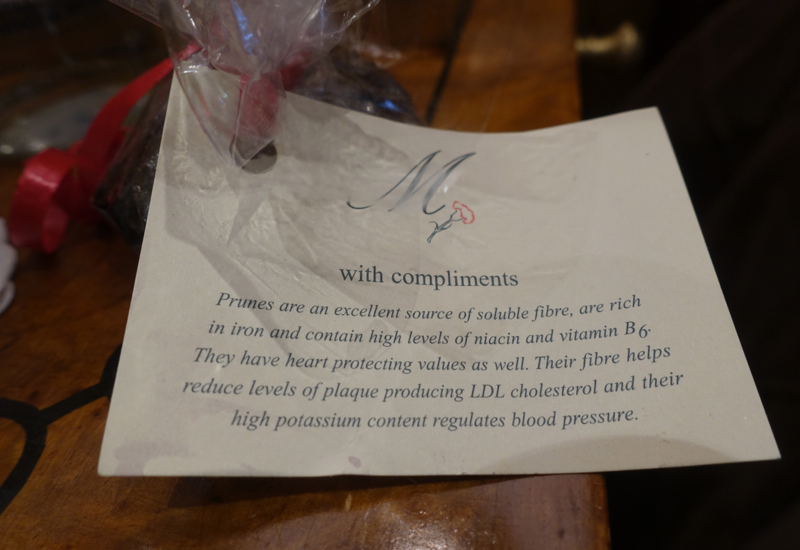 M
with compliments
Prunes are an excellent source of soluble fibre, are rich
in iron and contain high levels of niacin and vitamin B6.
They have heart protecting values as well. Their fibre helps
reduce levels of plaque producing LDL cholesterol and their
high potassium content regulates blood pressure.